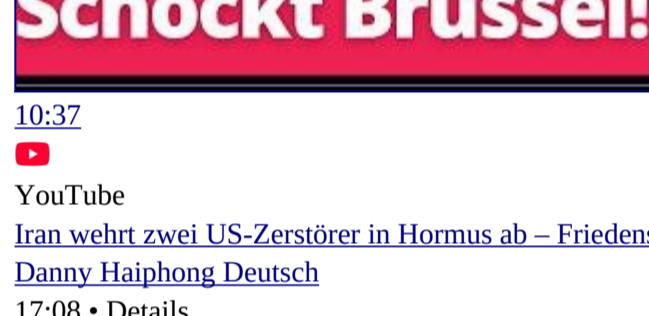 Schockt Brüssel!
10:37
YouTube
Iran wehrt zwei US-Zerstörer in Hormus ab – Friedens
Danny Haiphong Deutsch
17:08 • Details